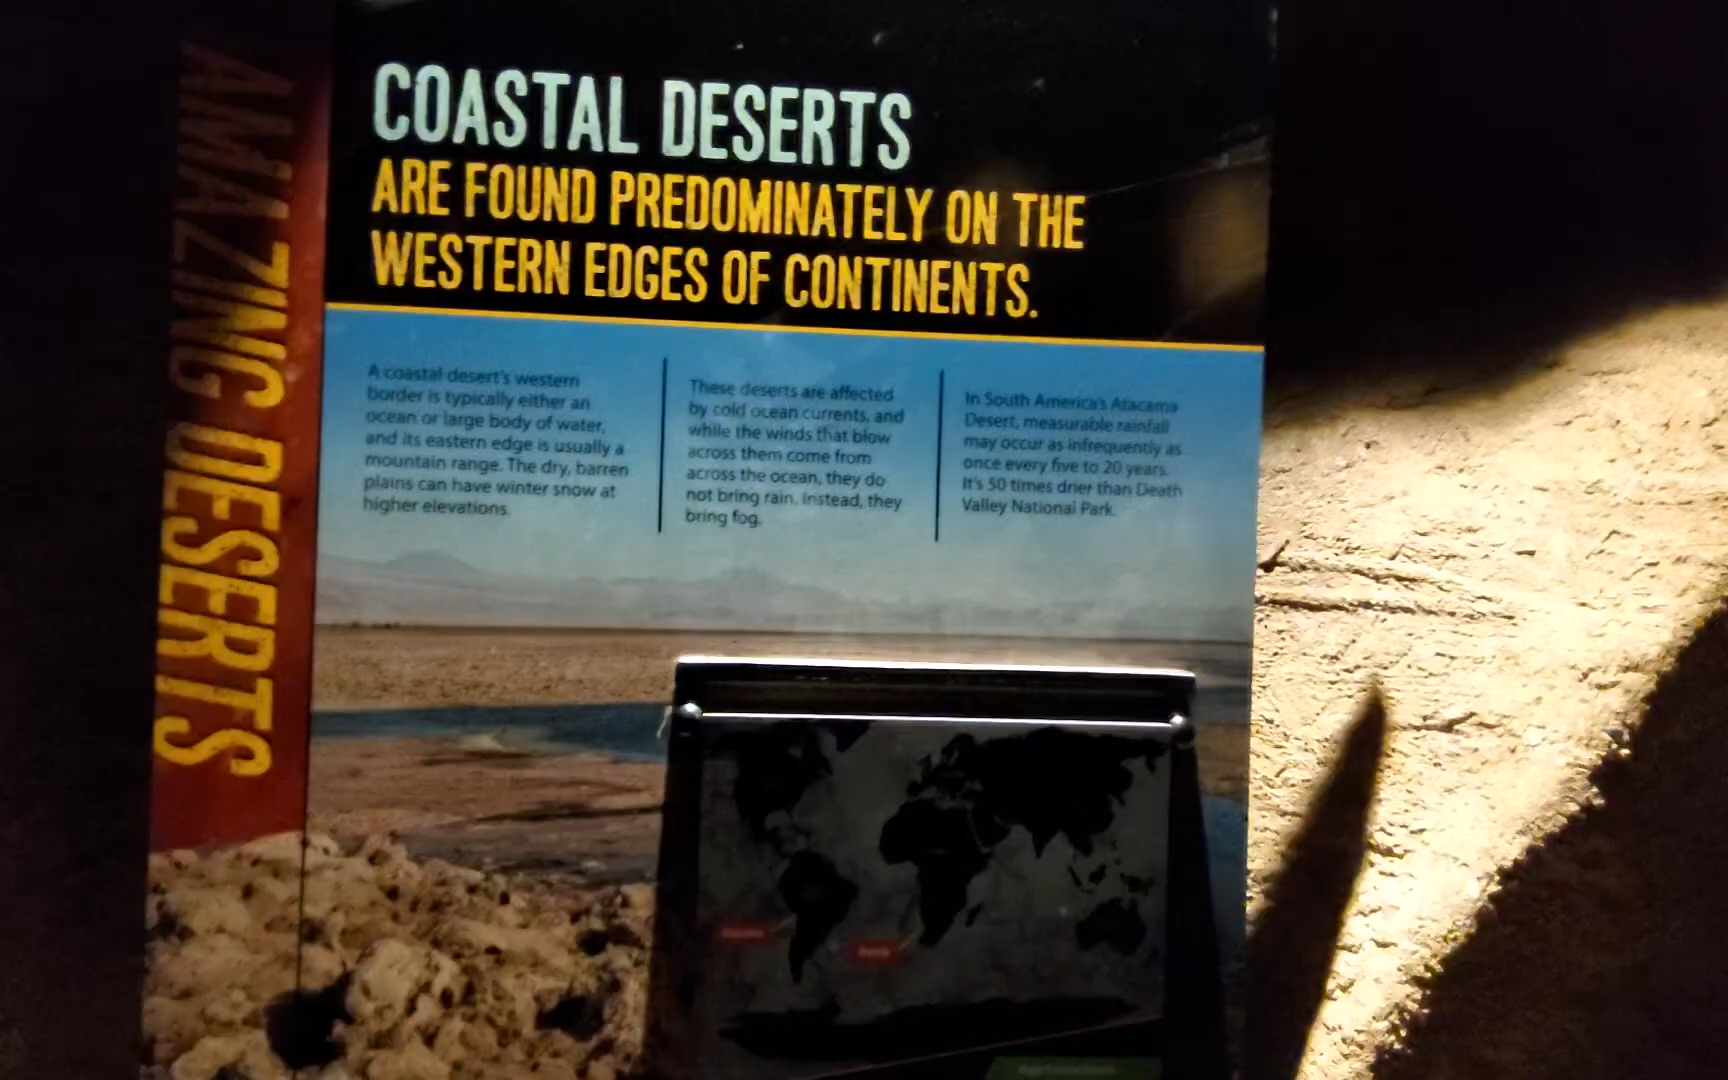 AMAZING DESERTS
COASTAL DESERTS
ARE FOUND PREDOMINATELY ON THE
WESTERN EDGES OF CONTINENTS.
A coastal desert's western
border is typically either an
ocean or large body of water,
and its eastern edge is usually a
mountain range. The dry, barren
plains can have winter snow at
higher elevations.
These deserts are affected
by cold ocean currents, and
while the winds that blow
across them come from
across the ocean, they do
not bring rain. Instead, they
bring fog.
In South America's Atacama
Desert, measurable rainfall
may occur as infrequently as
once every five to 20 years.
It's 50 times drier than Death
Valley National Park.